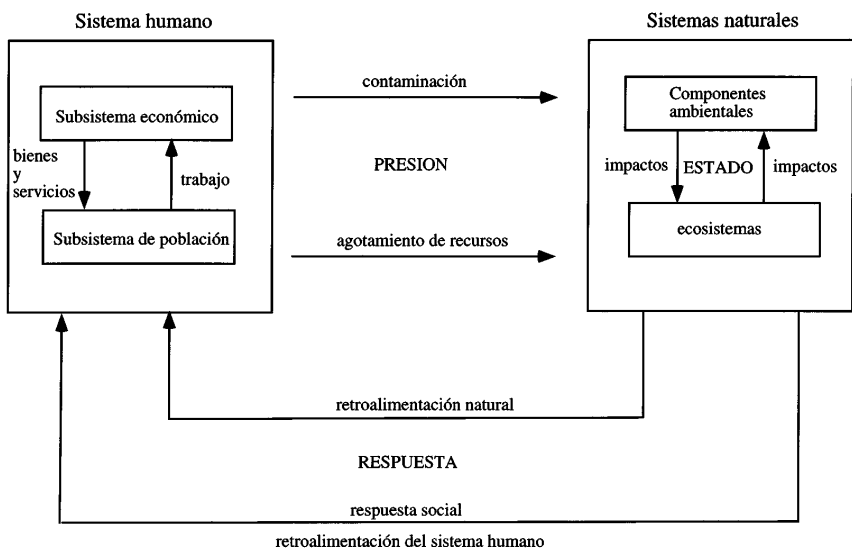 Sistema humano
Sistemas naturales
contaminación
Subsistema económico
Componentes
ambientales
bienes
y
servicios
trabajo
PRESION
impactos
ESTADO
impactos
Subsistema de población
agotamiento de recursos
ecosistemas
retroalimentación natural
RESPUESTA
respuesta social
retroalimentación del sistema humano